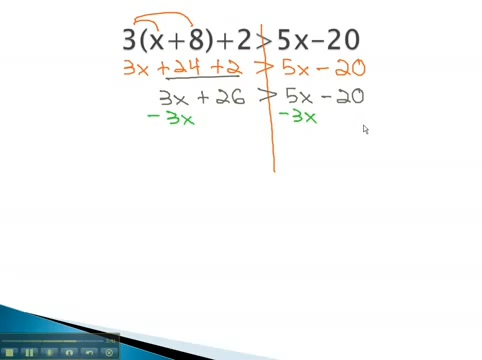 3(x+8)+2>5x−20
3x + 24 + 2 > 5x − 20
3x + 26 > 5x − 20
−3x −3x